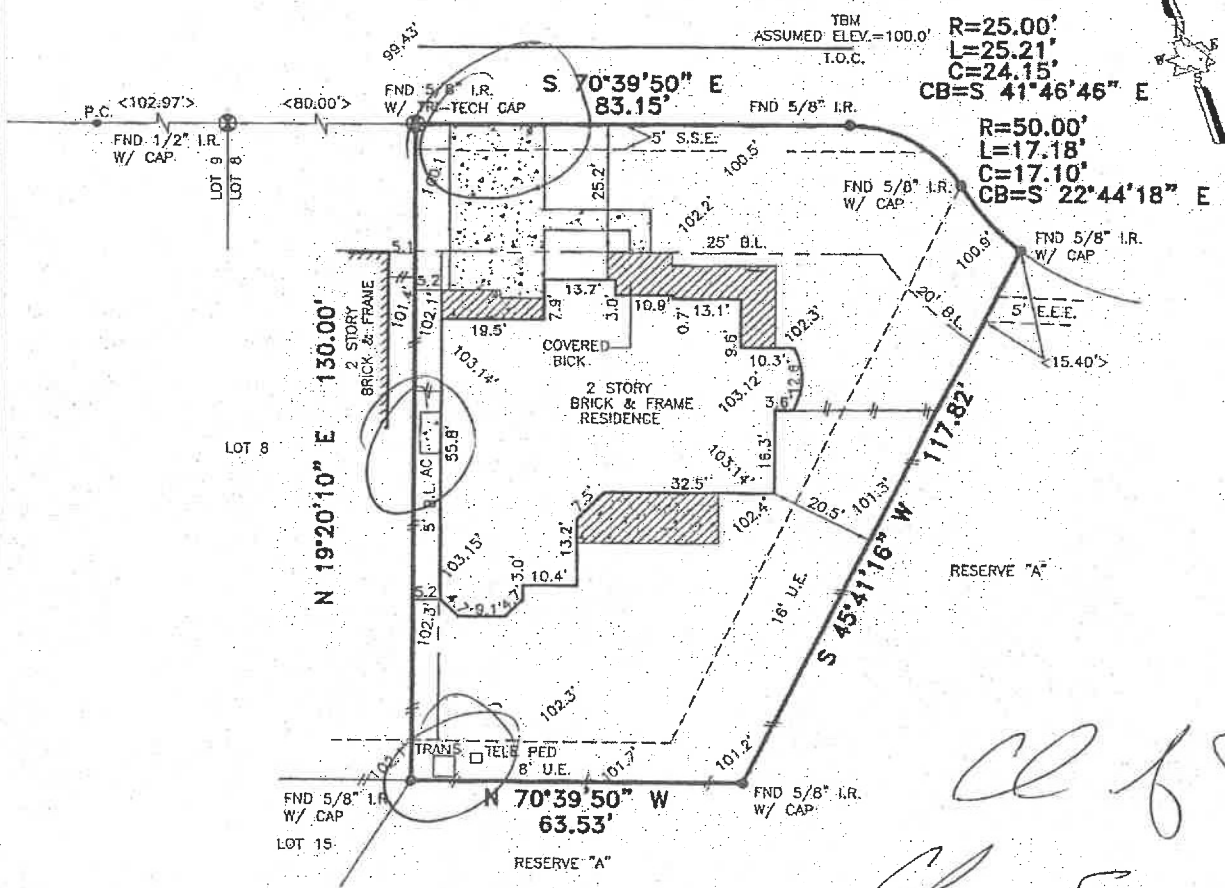 TBM
ASSUMED ELEV.=100.0'
T.O.C.
R=25.00'
L=25.21'
C=24.15'
CB=S 41°46'46" E
R=50.00'
L=17.18'
C=17.10'
CB=S 22°44'18" E
99.43'
P.C.
<102.97'>
<80.00'>
FND 5/8" I.R.
W/ TRI-TECH CAP
S 70°39'50" E
83.15'
FND 5/8" I.R.
FND 1/2" I.R.
W/ CAP
LOT 9
LOT 8
5' S.S.E.
100.1
25.2'
100.5'
102.2'
FND 5/8" I.R.
W/ CAP
25' B.L.
100.9'
FND 5/8" I.R.
W/ CAP
5.1
5.2
101.4'
102.1'
2 STORY
BRICK & FRAME
19.5'
7.9
13.7'
3.0'
10.9'
0.7'
13.1'
9.6'
102.3'
10.3'
12.6'
20' B.L.
5' E.E.E.
<15.40'>
COVERED
BICK
103.14'
2 STORY
BRICK & FRAME
RESIDENCE
103.12'
3.6'
N 19°20'10" E 130.00'
LOT 8
5' B.L.
AC
55.8'
16.3'
103.14'
32.5'
7.5'
102.4'
20.5'
101.3'
S 45°41'16" W 117.82'
13.2'
103.15'
10.4'
3.0'
4.7
9.1'
4.7
5.2
102.3'
16' U.E.
RESERVE "A"
102.3'
TRANS
TELE PED
8' U.E.
101.7'
101.2'
FND 5/8" I.R.
W/ CAP
N 70°39'50" W
63.53'
FND 5/8" I.R.
W/ CAP
LOT 15
RESERVE "A"